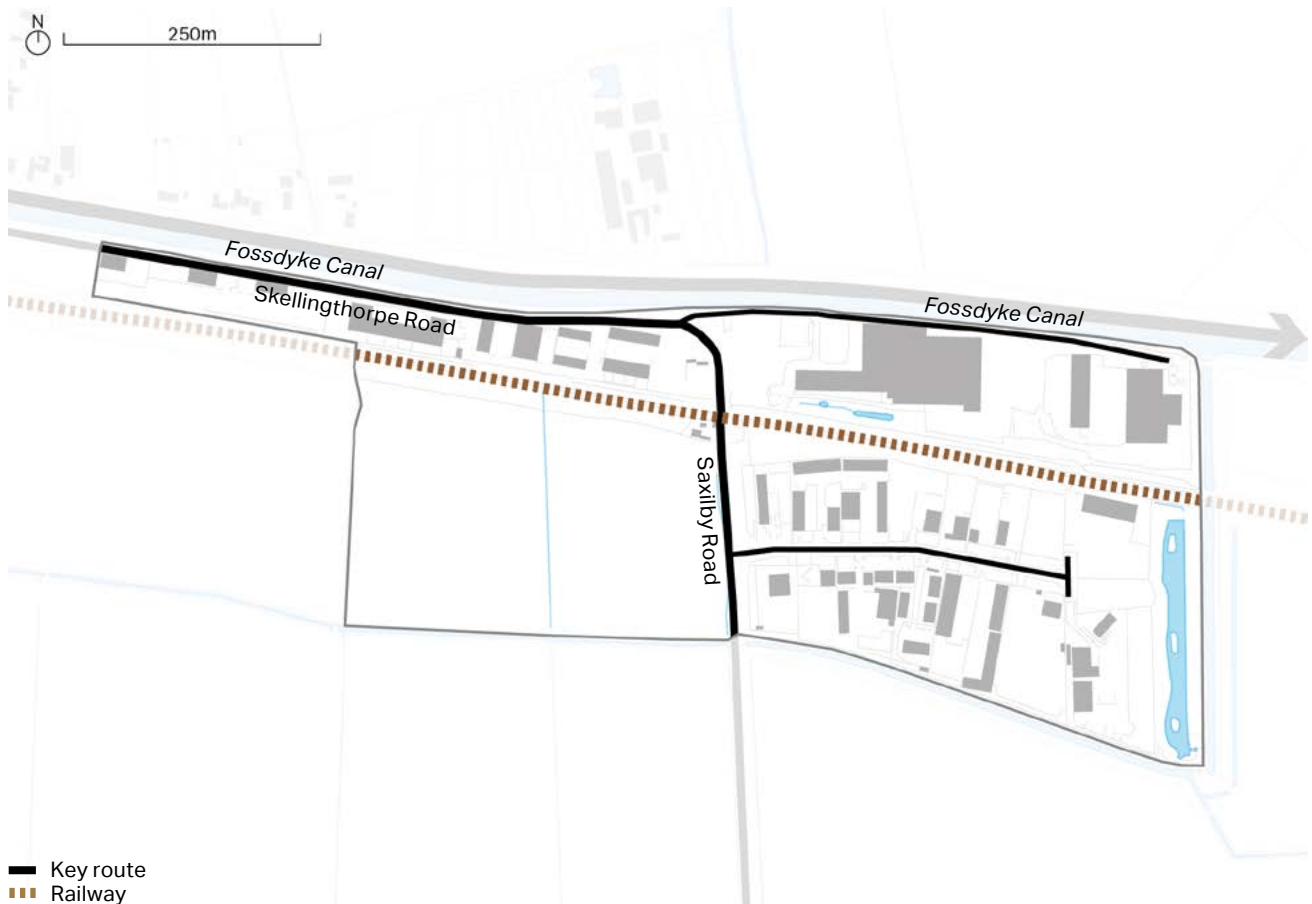 N
250m
Fossdyke Canal
Skellingthorpe Road
Fossdyke Canal
Saxilby Road
Key route
Railway